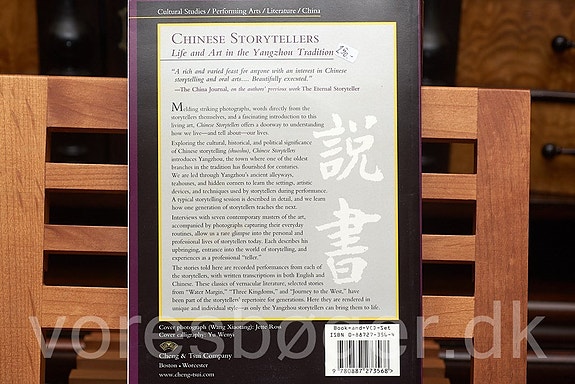 Cultural Studies / Performing Arts / Literature / China
CHINESE STORYTELLERS
Life and Art in the Yangzhou Tradition
“A rich and varied feast for anyone with an interest in Chinese
storytelling and oral arts.... Beautifully executed.”
—The China Journal, on the authors' previous work The Eternal Storyteller
Melding striking photographs, words directly from the
storytellers themselves, and a fascinating introduction to this
living art, Chinese Storytellers offers a doorway to understanding
how we live—and tell about—our lives.
Exploring the cultural, historical, and political significance
of Chinese storytelling (shuoshu), Chinese Storytellers
introduces Yangzhou, the town where one of the oldest
branches in the tradition has flourished for centuries.
We are led through Yangzhou's ancient alleyways,
teahouses, and hidden corners to learn the settings, artistic
devices, and techniques used by storytellers during performance.
A typical storytelling session is described in detail, and we
learn how one generation of storytellers teaches the next.
Interviews with seven contemporary masters of the art,
accompanied by photographs capturing their everyday
routines, allow us a rare glimpse into the personal and
professional lives of storytellers today. Each describes his
upbringing, entrance into the world of storytelling, and
experiences as a professional “teller.”
The stories told here are recorded performances from each of
the storytellers, with written transcriptions in both English and
Chinese. These classics of vernacular literature, selected stories
from “Water Margin,” “Three Kingdoms,” and “Journey to the West,” have
been part of the storytellers' repertoire for generations. Here they are rendered in
unique and individual style—as only the Yangzhou storytellers can bring them to life.
說
書
Cover photograph (Wang Xiaotang): Jette Ross
Cover calligraphy: Yu Wenyi
Cheng & Tsui Company
Boston • Worcester
www.cheng-tsui.com
Book+and+VCD+Set
ISBN 0-88727-356-4
9 780887 273568
voresbøger.dk